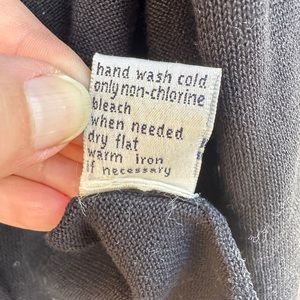 hand wash cold
only non-chlorine
bleach
when needed
dry flat
warm iron
if necessary